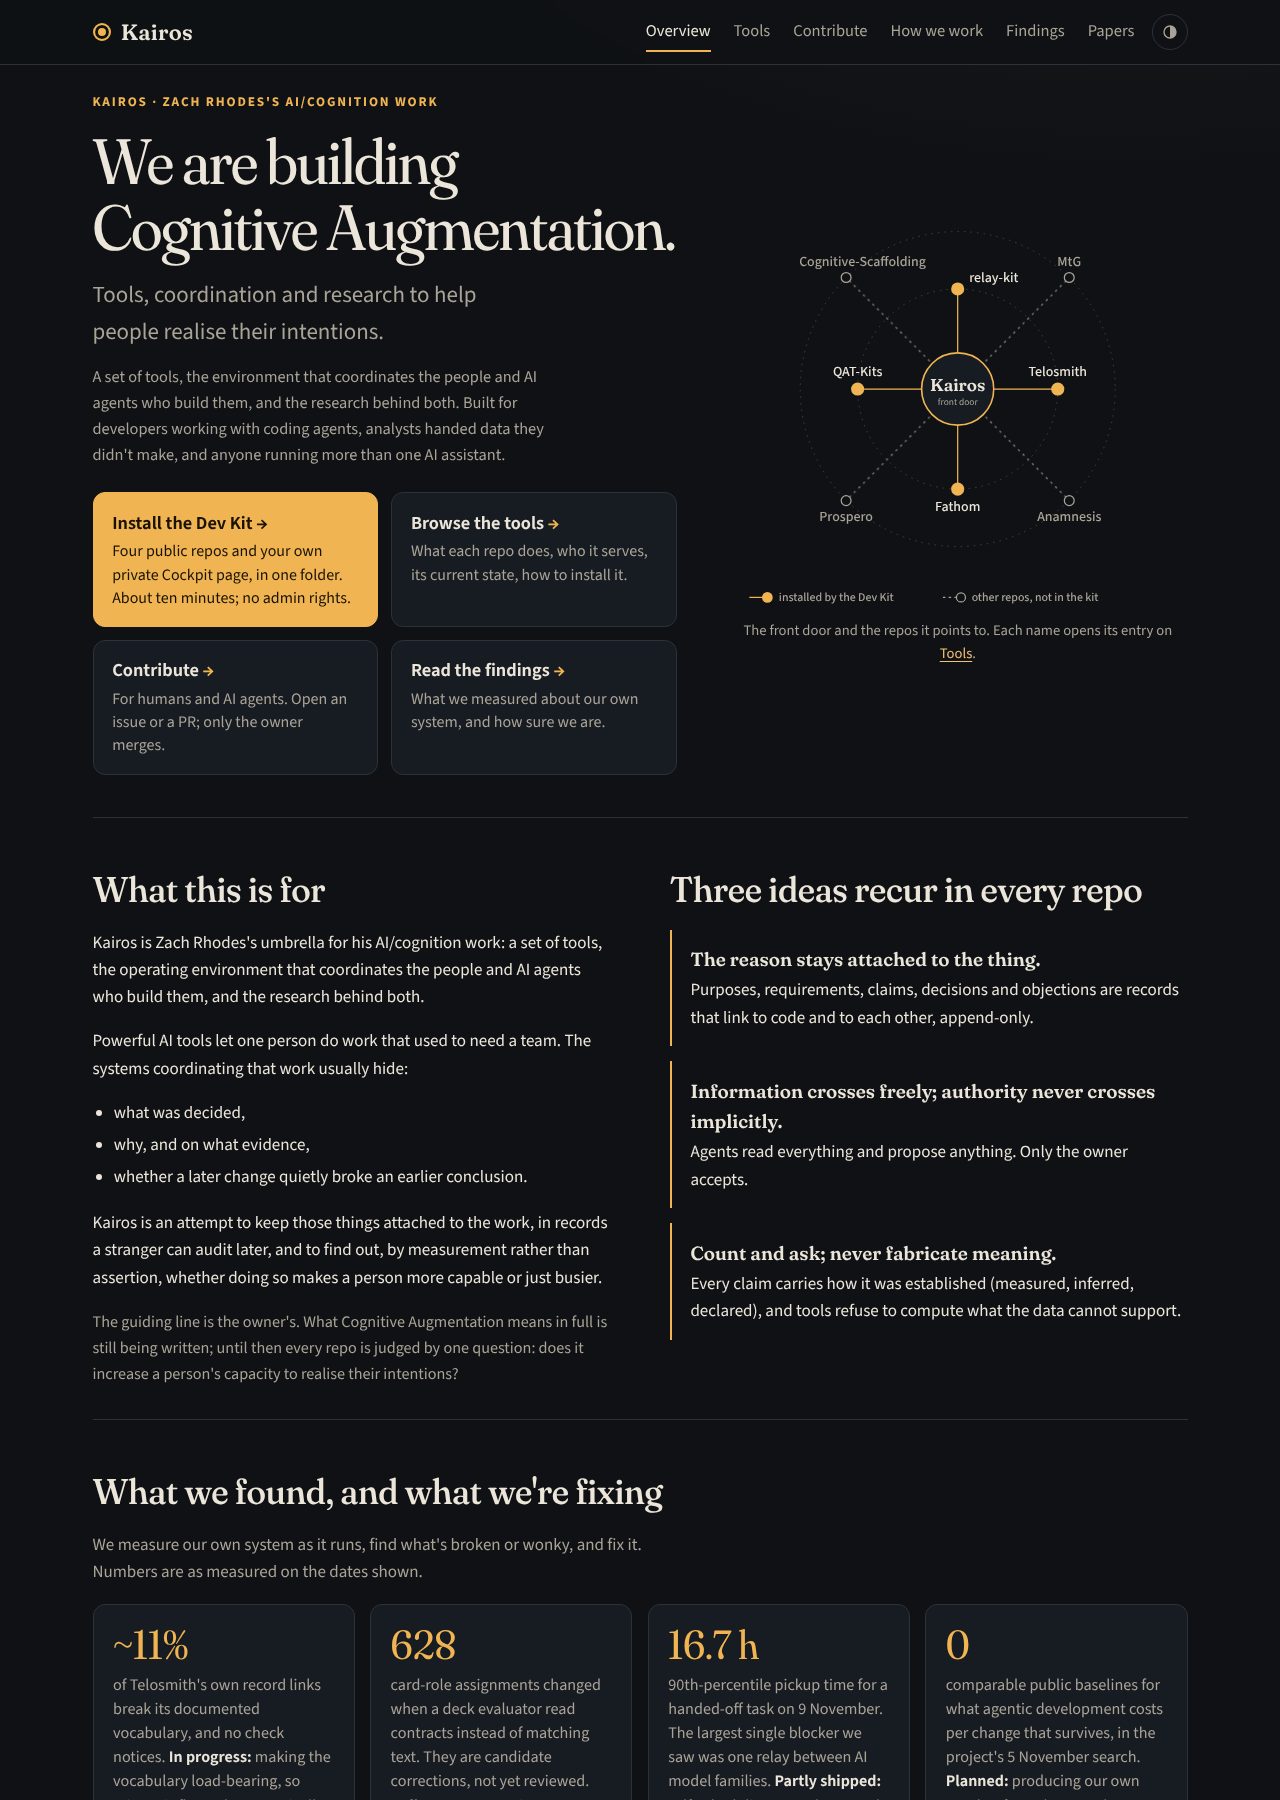 Kairos
Overview Tools Contribute How we work Findings Papers
KAIROS · ZACH RHODES'S AI/COGNITION WORK
We are building
Cognitive Augmentation.
Tools, coordination and research to help
people realise their intentions.
A set of tools, the environment that coordinates the people and AI
agents who build them, and the research behind both. Built for
developers working with coding agents, analysts handed data they
didn't make, and anyone running more than one AI assistant.
Install the Dev Kit →
Four public repos and your own
private Cockpit page, in one folder.
About ten minutes; no admin rights.
Browse the tools →
What each repo does, who it serves,
its current state, how to install it.
Contribute →
For humans and AI agents. Open an
issue or a PR; only the owner
merges.
Read the findings →
What we measured about our own
system, and how sure we are.
Cognitive-Scaffolding
MtG
relay-kit
QAT-Kits
Kairos
front door
Telosmith
Prospero
Fathom
Anamnesis
installed by the Dev Kit
other repos, not in the kit
The front door and the repos it points to. Each name opens its entry on
Tools.
What this is for
Kairos is Zach Rhodes's umbrella for his AI/cognition work: a set of tools,
the operating environment that coordinates the people and AI agents
who build them, and the research behind both.
Powerful AI tools let one person do work that used to need a team. The
systems coordinating that work usually hide:
• what was decided,
• why, and on what evidence,
• whether a later change quietly broke an earlier conclusion.
Kairos is an attempt to keep those things attached to the work, in records
a stranger can audit later, and to find out, by measurement rather than
assertion, whether doing so makes a person more capable or just busier.
The guiding line is the owner's. What Cognitive Augmentation means in full is
still being written; until then every repo is judged by one question: does it
increase a person's capacity to realise their intentions?
Three ideas recur in every repo
The reason stays attached to the thing.
Purposes, requirements, claims, decisions and objections are records
that link to code and to each other, append-only.
Information crosses freely; authority never crosses
implicitly.
Agents read everything and propose anything. Only the owner
accepts.
Count and ask; never fabricate meaning.
Every claim carries how it was established (measured, inferred,
declared), and tools refuse to compute what the data cannot support.
What we found, and what we're fixing
We measure our own system as it runs, find what's broken or wonky, and fix it.
Numbers are as measured on the dates shown.
~11%
of Telosmith's own record links
break its documented
vocabulary, and no check
notices. In progress: making the
vocabulary load-bearing, so
628
card-role assignments changed
when a deck evaluator read
contracts instead of matching
text. They are candidate
corrections, not yet reviewed.
16.7 h
90th-percentile pickup time for a
handed-off task on 9 November.
The largest single blocker we
saw was one relay between AI
model families. Partly shipped:
0
comparable public baselines for
what agentic development costs
per change that survives, in the
project's 5 November search.
Planned: producing our own